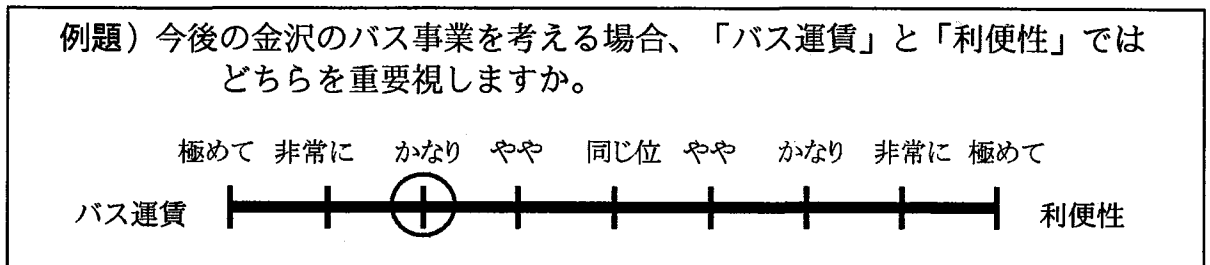 例題）今後の金沢のバス事業を考える場合、「バス運賃」と「利便性」では
どちらを重要視しますか。
極めて 非常に かなり やや 同じ位 やや かなり 非常に 極めて
バス運賃 利便性